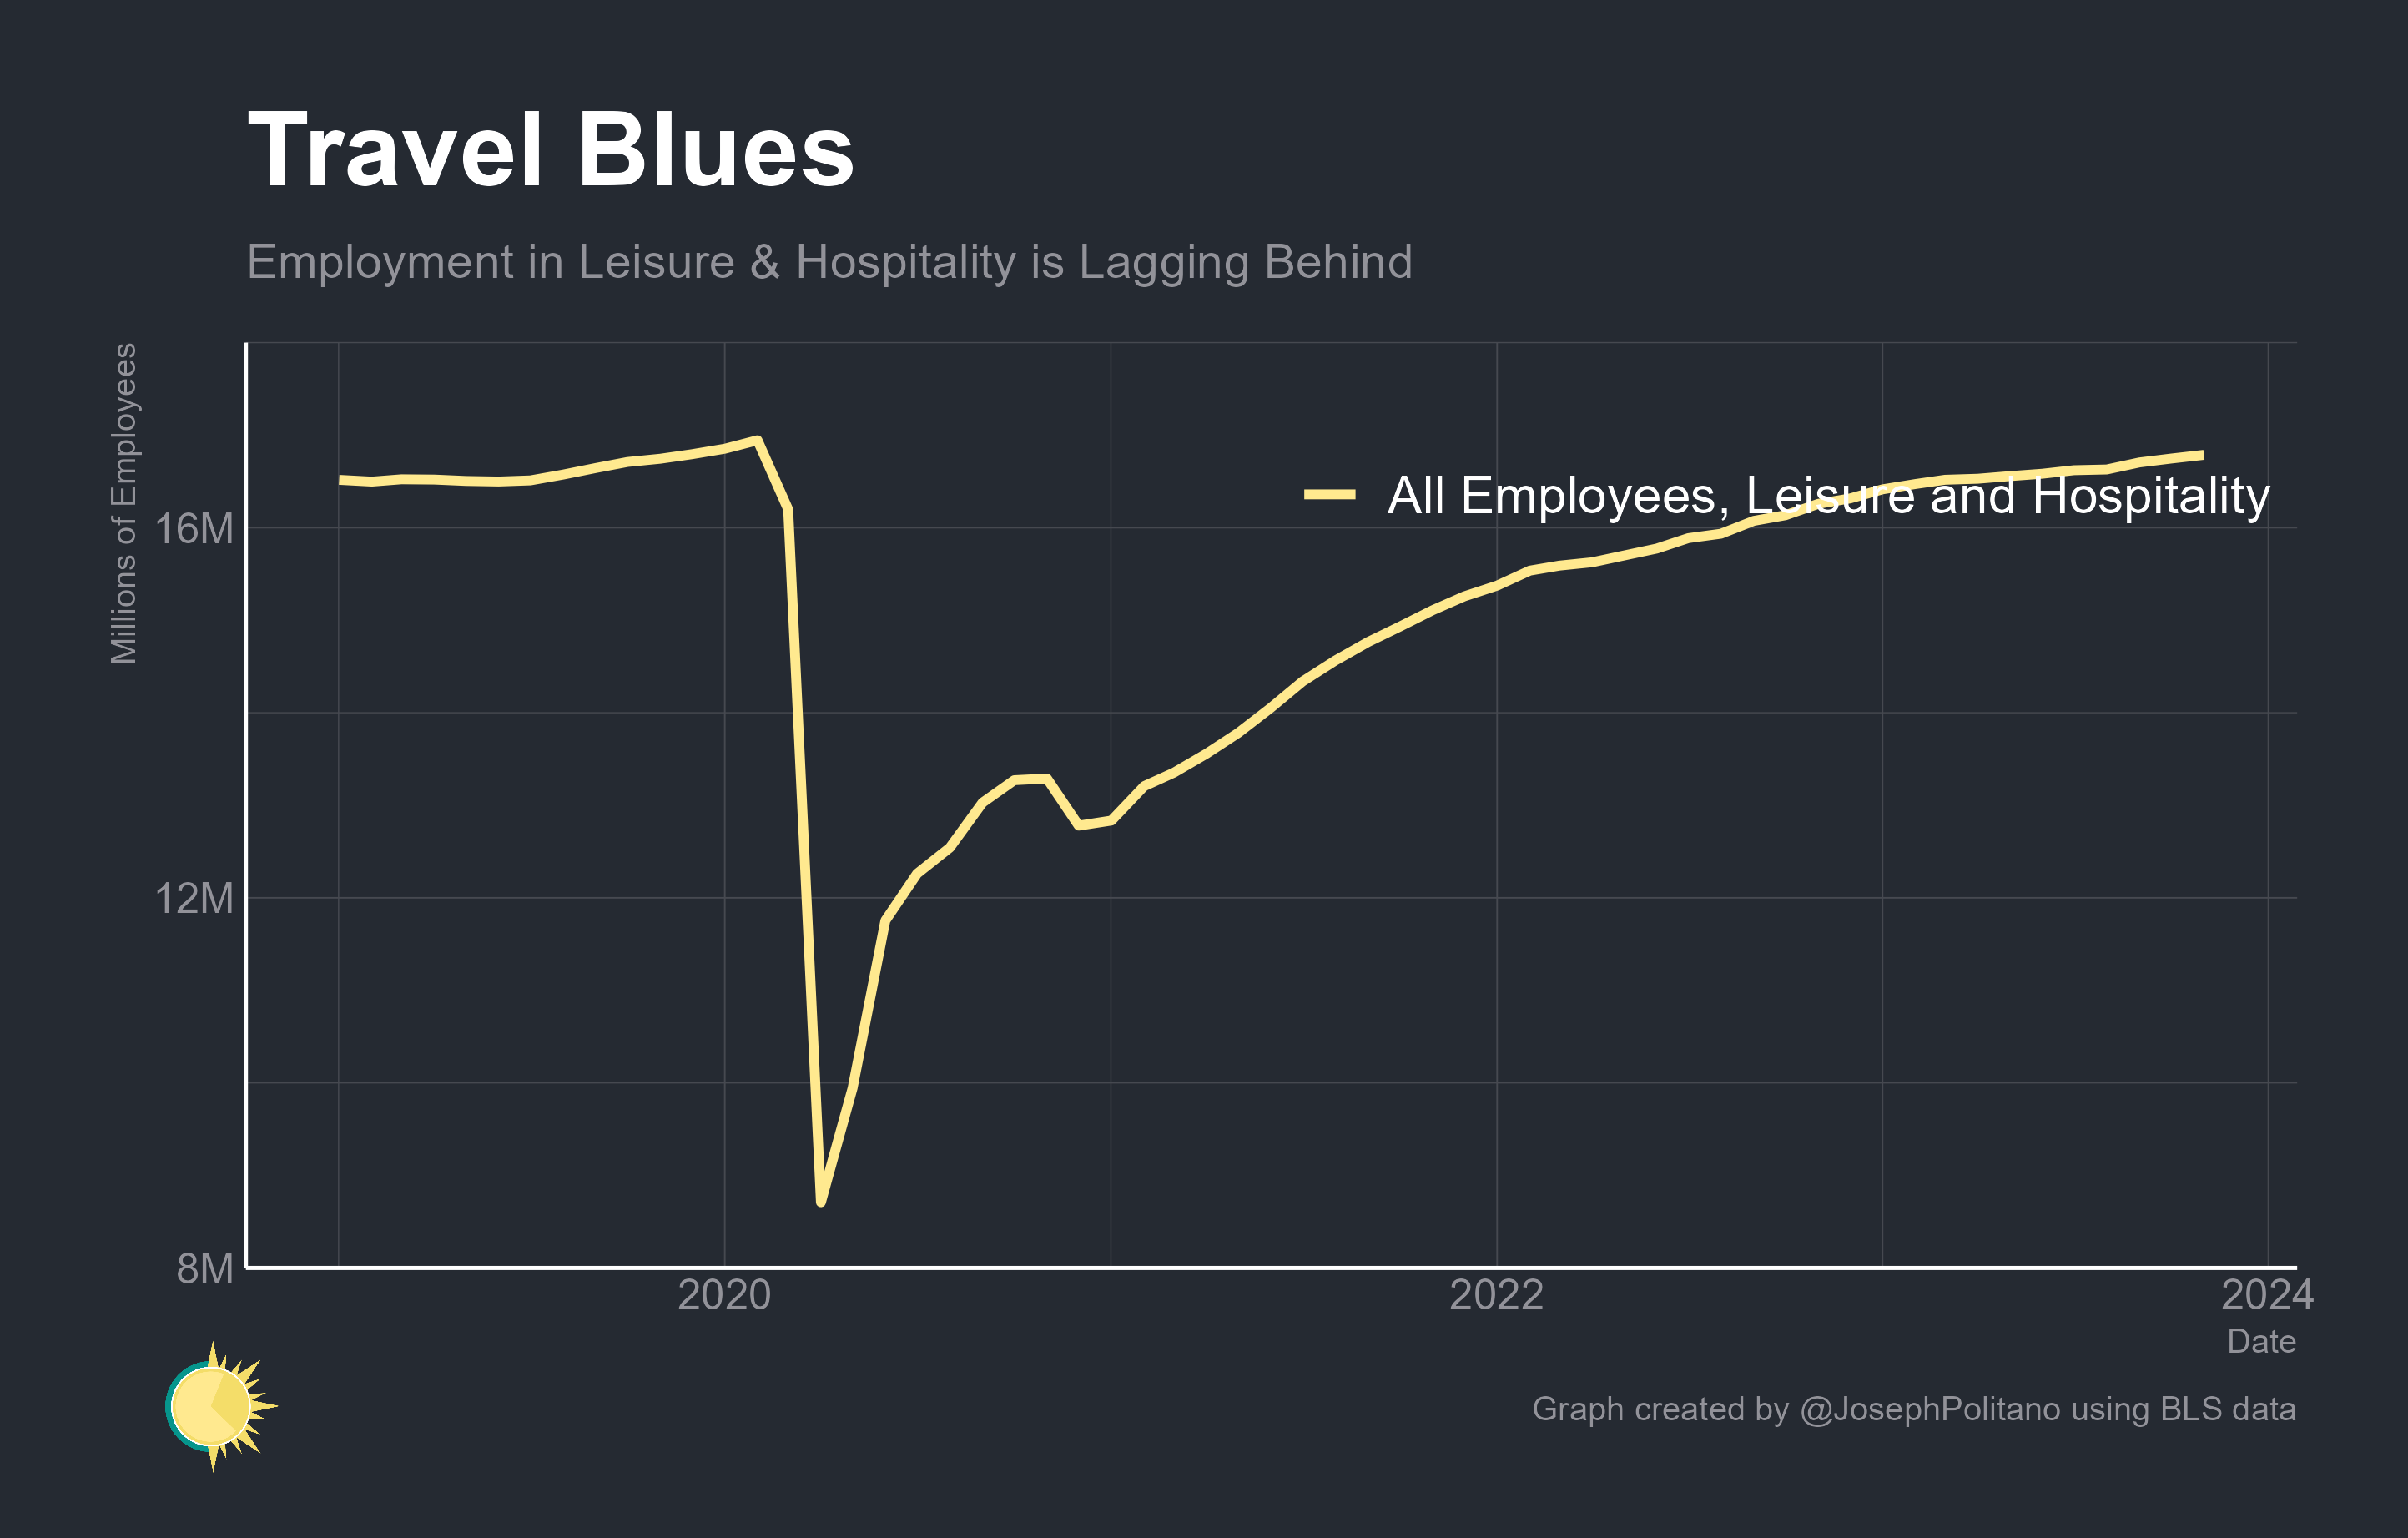 Travel Blues
Employment in Leisure & Hospitality is Lagging Behind
Millions of Employees
All Employees, Leisure and Hospitality
16M
12M
8M
2020
2022
2024
Date
Graph created by @JosephPolitano using BLS data